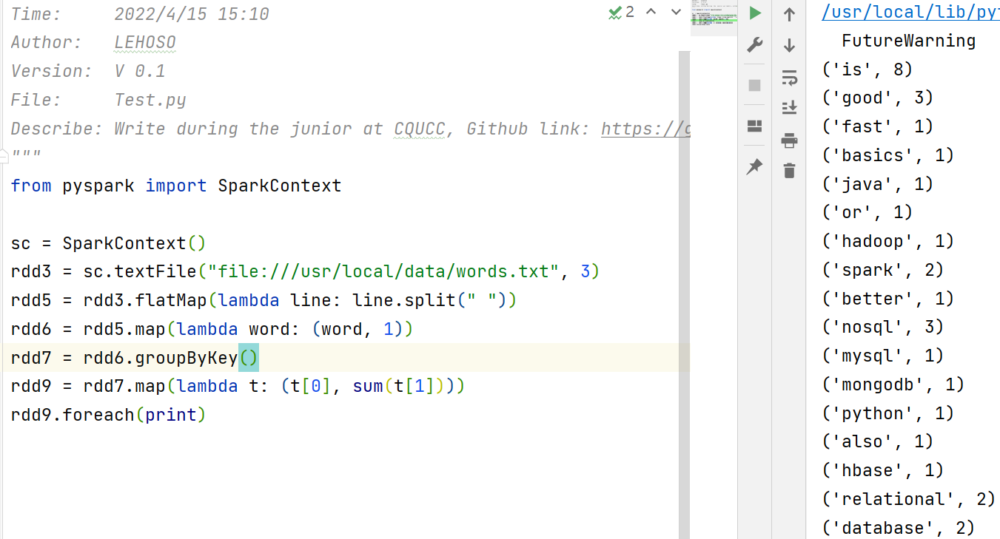 Time:     2022/4/15 15:10
Author:   LEHOSO
Version:  V 0.1
File:     Test.py
Describe: Write during the junior at CQUCC, Github link: https://g
"""
from pyspark import SparkContext
sc = SparkContext()
rdd3 = sc.textFile("file:///usr/local/data/words.txt", 3)
rdd5 = rdd3.flatMap(lambda line: line.split(" "))
rdd6 = rdd5.map(lambda word: (word, 1))
rdd7 = rdd6.groupByKey()
rdd9 = rdd7.map(lambda t: (t[0], sum(t[1])))
rdd9.foreach(print)
2
/usr/local/lib/pyt
FutureWarning
('is', 8)
('good', 3)
('fast', 1)
('basics', 1)
('java', 1)
('or', 1)
('hadoop', 1)
('spark', 2)
('better', 1)
('nosql', 3)
('mysql', 1)
('mongodb', 1)
('python', 1)
('also', 1)
('hbase', 1)
('relational', 2)
('database', 2)